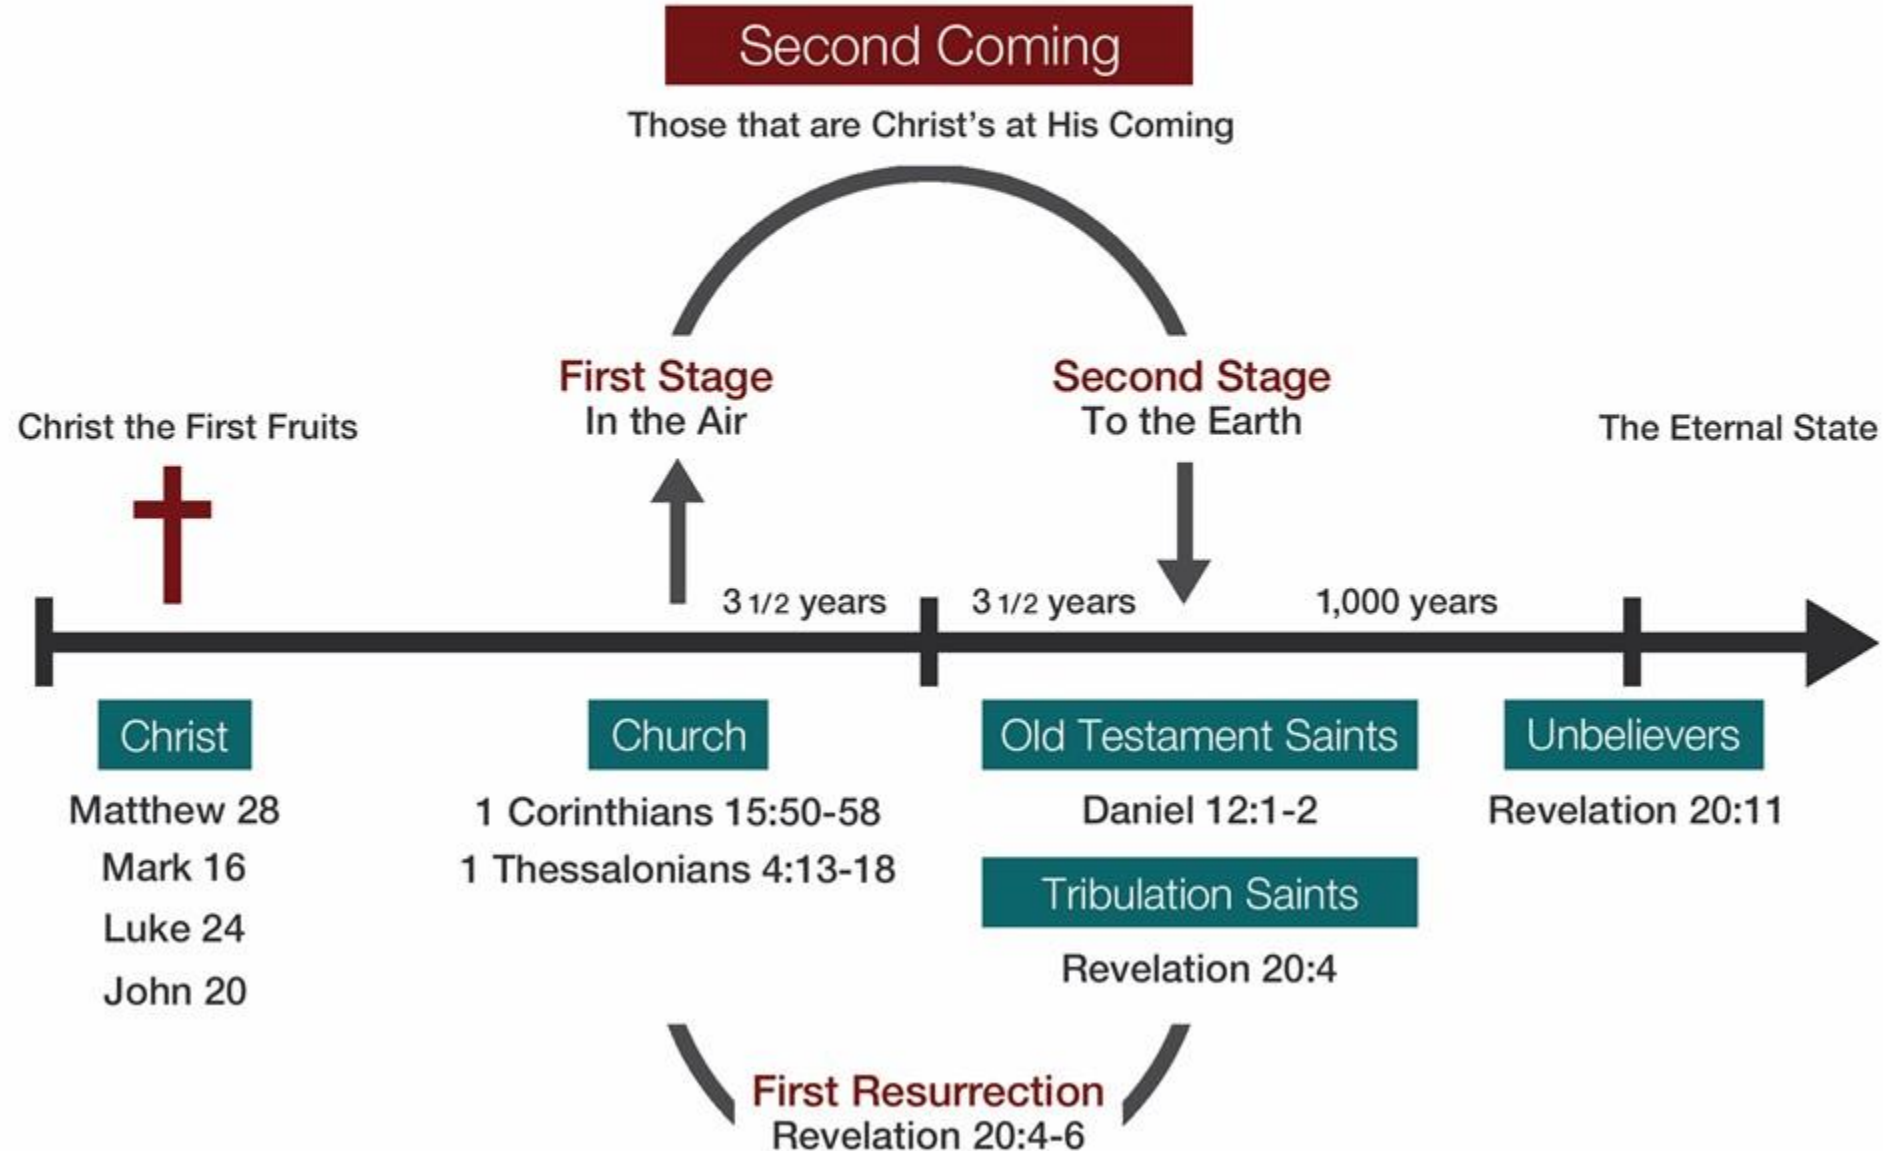 Second Coming
Those that are Christ's at His Coming
First Stage
In the Air
Second Stage
To the Earth
Christ the First Fruits
The Eternal State
3 1/2 years
3 1/2 years
1,000 years
Christ
Matthew 28
Mark 16
Luke 24
John 20
Church
1 Corinthians 15:50-58
1 Thessalonians 4:13-18
Old Testament Saints
Daniel 12:1-2
Tribulation Saints
Revelation 20:4
Unbelievers
Revelation 20:11
First Resurrection
Revelation 20:4-6